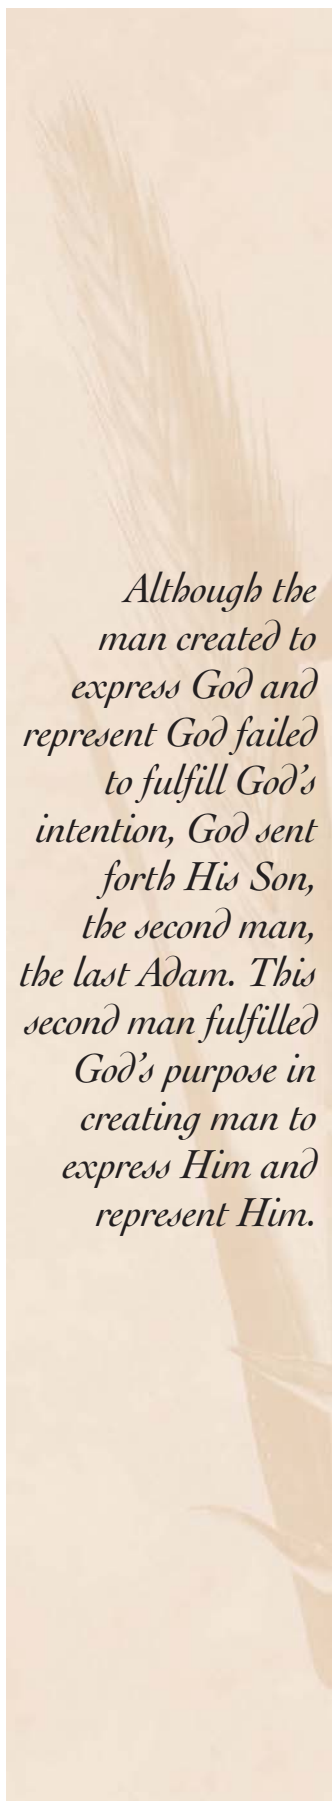 Although the
man created to
express God and
represent God failed
to fulfill God’s
intention, God sent
forth His Son,
the second man,
the last Adam. This
second man fulfilled
God’s purpose in
creating man to
express Him and
represent Him.